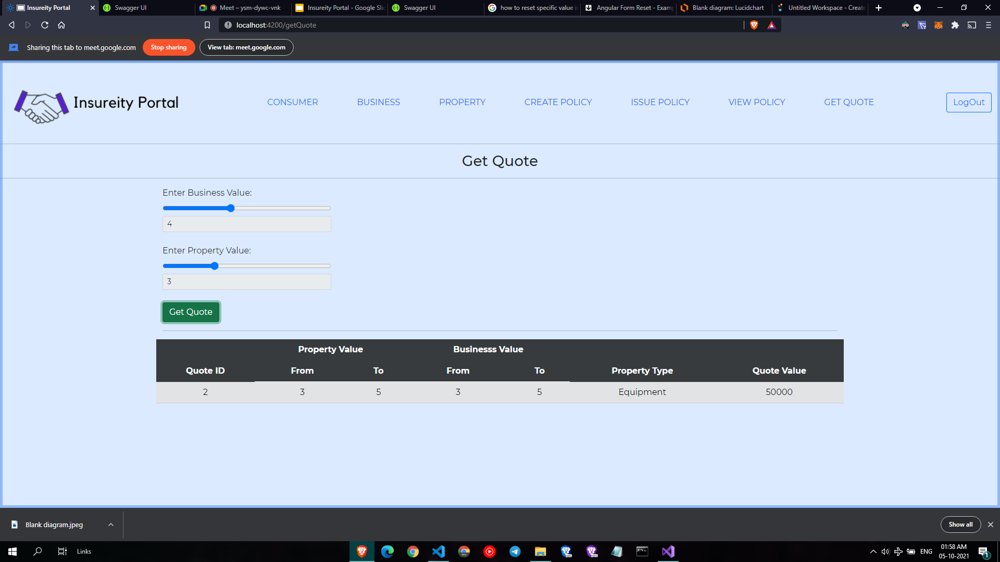 Insureity Portal
Swagger UI
Meet – ysm-dywc-vnk
Insureity Portal - Google Slic
Swagger UI
how to reset specific value i
Angular Form Reset - Examp
Blank diagram: Lucidchart
Untitled Workspace - Create
localhost:4200/getQuote
Sharing this tab to meet.google.com
Stop sharing
View tab: meet.google.com
Insureity Portal
CONSUMER
BUSINESS
PROPERTY
CREATE POLICY
ISSUE POLICY
VIEW POLICY
GET QUOTE
LogOut
Get Quote
Enter Business Value:
4
Enter Property Value:
3
Get Quote
Property Value Businesss Value
Quote ID From To From To Property Type Quote Value
2 3 5 3 5 Equipment 50000
Blank diagram.jpeg
Show all
Links
ENG
01:58 AM
05-10-2021
1